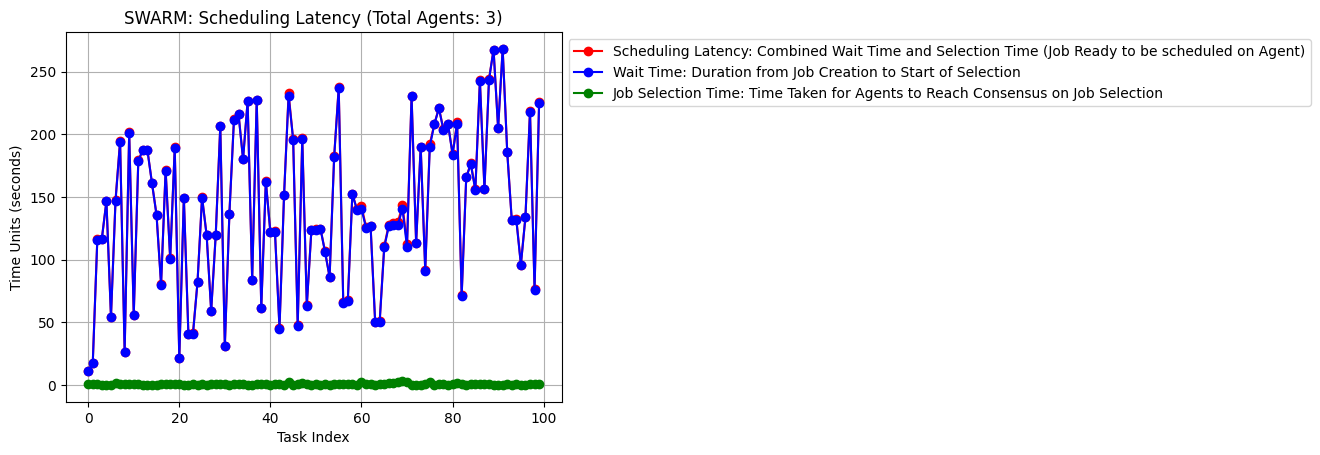 SWARM: Scheduling Latency (Total Agents: 3)
Scheduling Latency: Combined Wait Time and Selection Time (Job Ready to be scheduled on Agent)
Wait Time: Duration from Job Creation to Start of Selection
Job Selection Time: Time Taken for Agents to Reach Consensus on Job Selection
Time Units (seconds)
250
200
150
100
50
0
0 20 40 60 80 100
Task Index